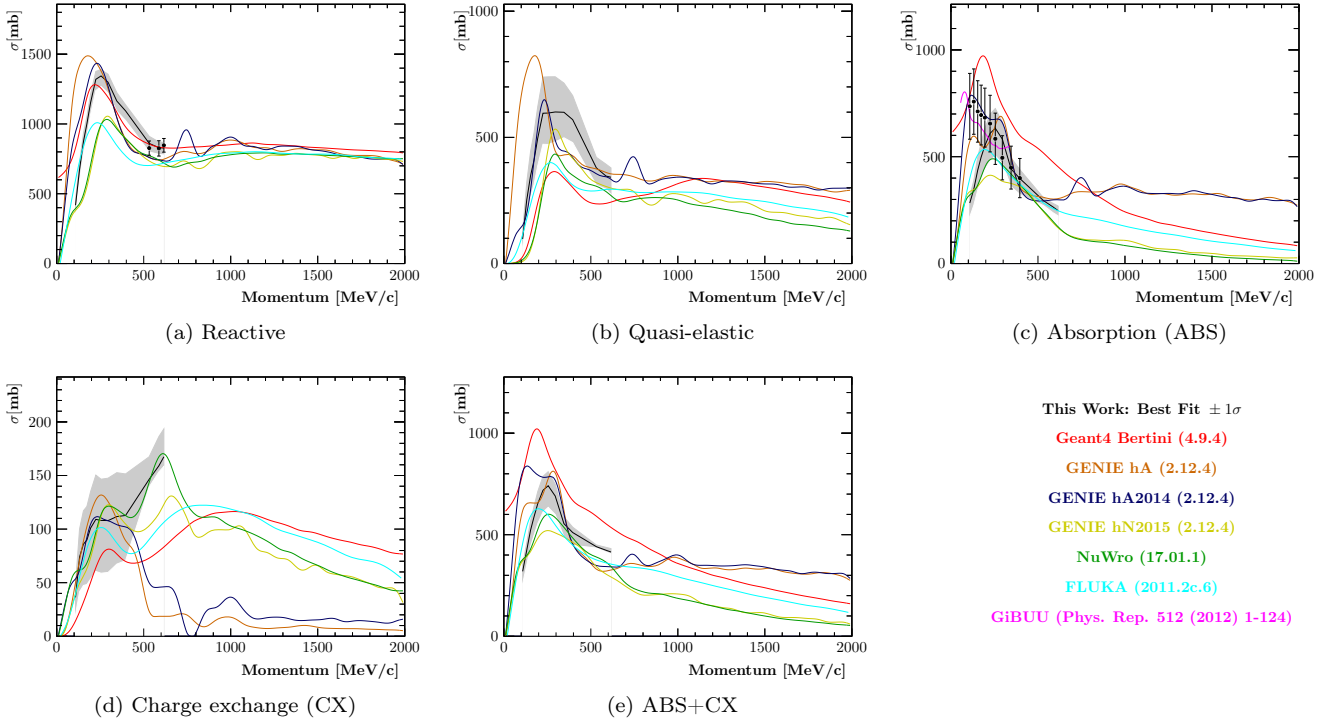 σ[mb]
1500
1000
500
0
0
500
1000
1500
2000
Momentum [MeV/c]
(a) Reactive
σ[mb]
1000
500
0
0
500
1000
1500
2000
Momentum [MeV/c]
(b) Quasi-elastic
σ[mb]
1000
500
0
0
500
1000
1500
2000
Momentum [MeV/c]
(c) Absorption (ABS)
σ[mb]
200
150
100
50
0
0
500
1000
1500
2000
Momentum [MeV/c]
(d) Charge exchange (CX)
σ[mb]
1000
500
0
0
500
1000
1500
2000
Momentum [MeV/c]
(e) ABS+CX
This Work: Best Fit ± 1σ
Geant4 Bertini (4.9.4)
GENIE hA (2.12.4)
GENIE hA2014 (2.12.4)
GENIE hN2015 (2.12.4)
NuWro (17.01.1)
FLUKA (2011.2c.6)
GiBUU (Phys. Rep. 512 (2012) 1-124)